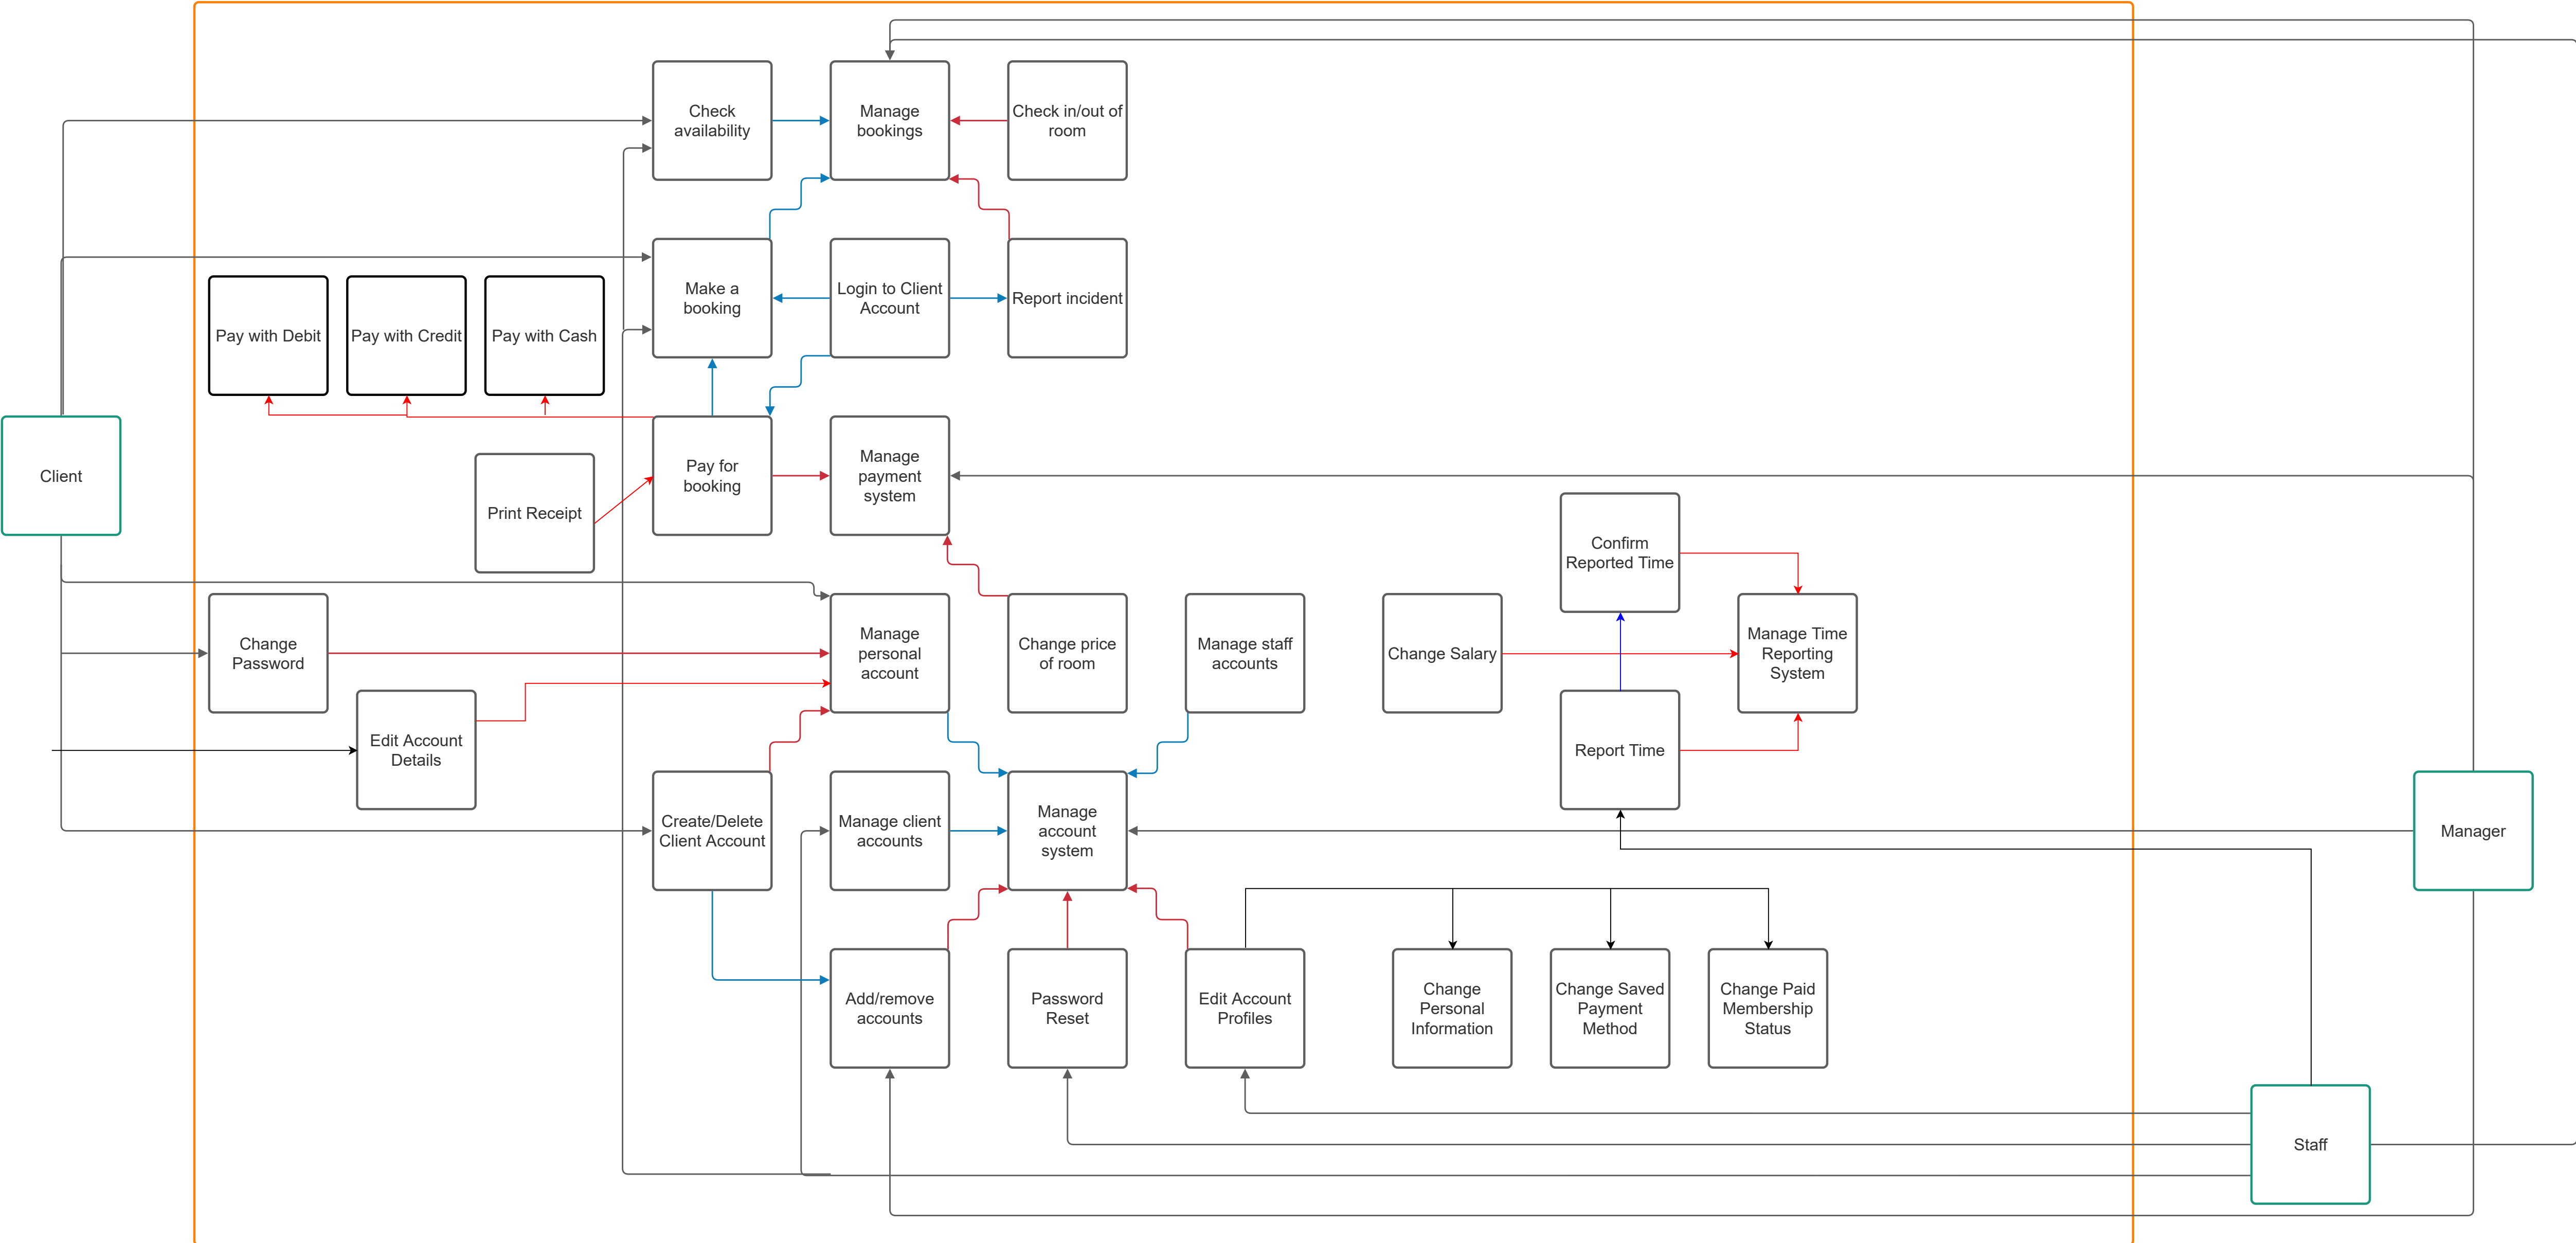 Check
availability
Manage
bookings
Check in/out of
room
Make a
booking
Login to Client
Account
Report incident
Pay with Debit
Pay with Credit
Pay with Cash
Client
Print Receipt
Pay for
booking
Manage
payment
system
Confirm
Reported Time
Change
Password
Manage
personal
account
Change price
of room
Manage staff
accounts
Change Salary
Manage Time
Reporting
System
Edit Account
Details
Report Time
Create/Delete
Client Account
Manage client
accounts
Manage
account
system
Manager
Add/remove
accounts
Password
Reset
Edit Account
Profiles
Change
Personal
Information
Change Saved
Payment
Method
Change Paid
Membership
Status
Staff